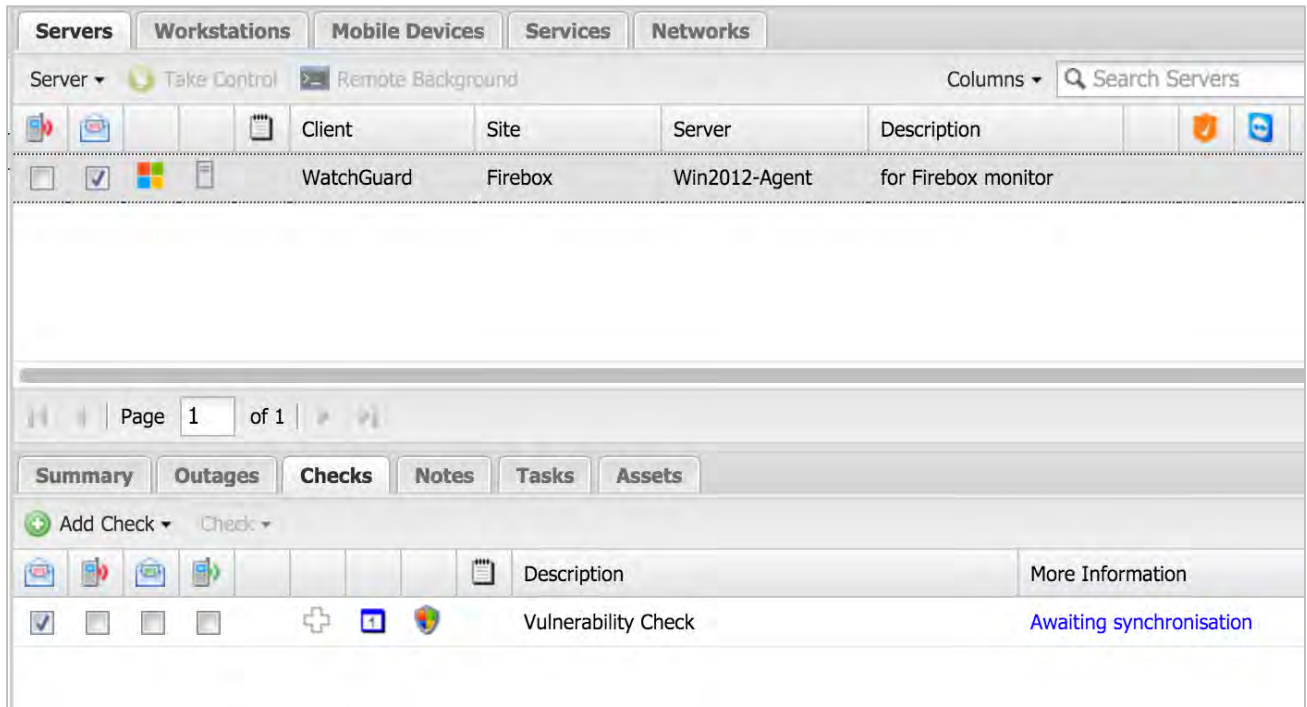 Servers Workstations Mobile Devices Services Networks
Server Take Control Remote Background Columns Search Servers
Client Site Server Description
WatchGuard Firebox Win2012-Agent for Firebox monitor
Page 1 of 1
Summary Outages Checks Notes Tasks Assets
Add Check Check
Description More Information
1 Vulnerability Check Awaiting synchronisation